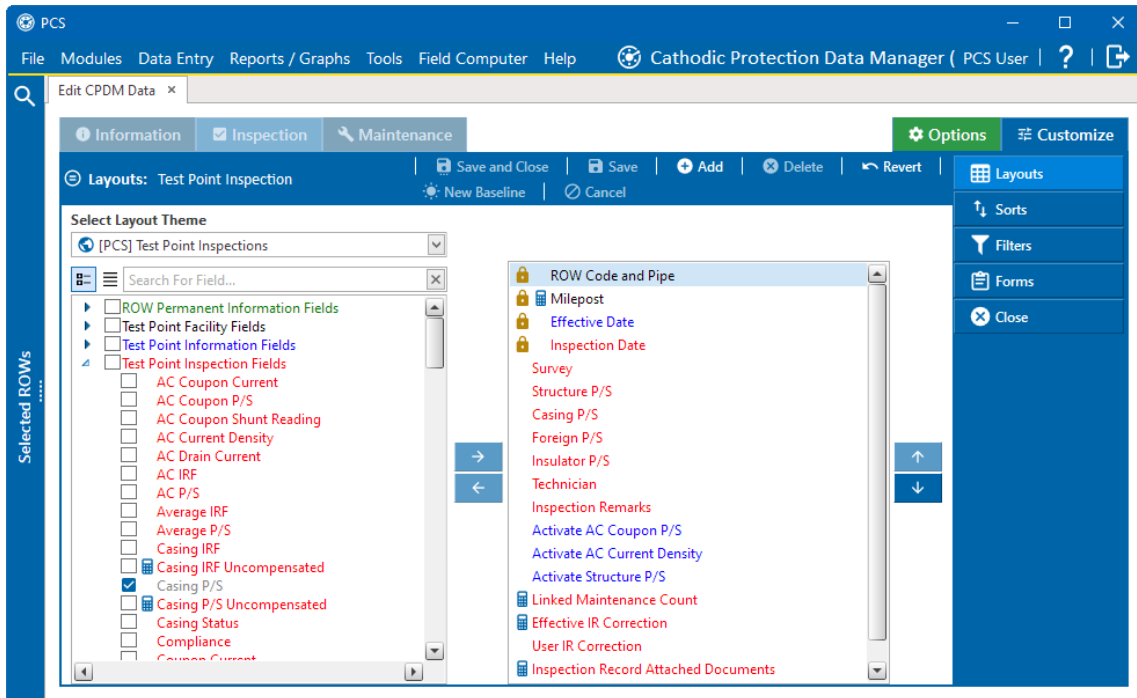 PCS
File Modules Data Entry Reports / Graphs Tools Field Computer Help Cathodic Protection Data Manager ( PCS User | ? |
Edit CPDM Data ×
Information Inspection Maintenance Options Customize
Layouts: Test Point Inspection
Save and Close | Save | Add | Delete | Revert |
New Baseline | Cancel
Layouts
Sorts
Filters
Forms
Close
Selected ROWs
Select Layout Theme
[PCS] Test Point Inspections
Search For Field...
ROW Permanent Information Fields
Test Point Facility Fields
Test Point Information Fields
Test Point Inspection Fields
AC Coupon Current
AC Coupon P/S
AC Coupon Shunt Reading
AC Current Density
AC Drain Current
AC IRF
AC P/S
Average IRF
Average P/S
Casing IRF
Casing IRF Uncompensated
Casing P/S
Casing P/S Uncompensated
Casing Status
Compliance
Coupon Current
ROW Code and Pipe
Milepost
Effective Date
Inspection Date
Survey
Structure P/S
Casing P/S
Foreign P/S
Insulator P/S
Technician
Inspection Remarks
Activate AC Coupon P/S
Activate AC Current Density
Activate Structure P/S
Linked Maintenance Count
Effective IR Correction
User IR Correction
Inspection Record Attached Documents